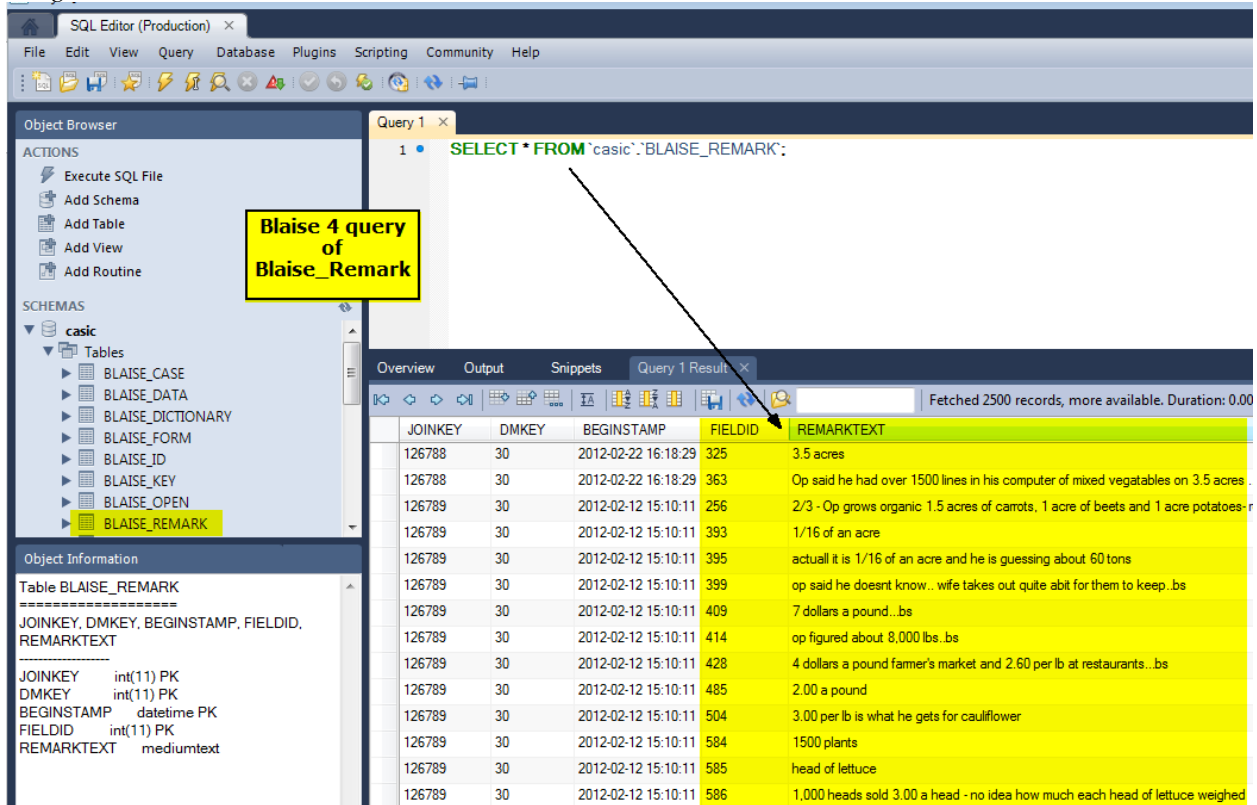 SQL Editor (Production) ×
File Edit View Query Database Plugins Scripting Community Help
Object Browser
ACTIONS
Execute SQL File
Add Schema
Add Table
Add View
Add Routine
SCHEMAS
casic
Tables
BLAISE_CASE
BLAISE_DATA
BLAISE_DICTIONARY
BLAISE_FORM
BLAISE_ID
BLAISE_KEY
BLAISE_OPEN
BLAISE_REMARK
Object Information
Table BLAISE_REMARK
===================
JOINKEY, DMKEY, BEGINSTAMP, FIELDID,
REMARKTEXT
-------------------
JOINKEY int(11) PK
DMKEY int(11) PK
BEGINSTAMP datetime PK
FIELDID int(11) PK
REMARKTEXT mediumtext
Blaise 4 query
of
Blaise_Remark
Query 1 ×
1 SELECT * FROM `casic`.`BLAISE_REMARK`;
Overview Output Snippets Query 1 Result ×
Fetched 2500 records, more available. Duration: 0.00
JOINKEY DMKEY BEGINSTAMP FIELDID REMARKTEXT
126788 30 2012-02-22 16:18:29 325 3.5 acres
126788 30 2012-02-22 16:18:29 363 Op said he had over 1500 lines in his computer of mixed vegatables on 3.5 acres .
126789 30 2012-02-12 15:10:11 256 2/3 - Op grows organic 1.5 acres of carrots, 1 acre of beets and 1 acre potatoes-
126789 30 2012-02-12 15:10:11 393 1/16 of an acre
126789 30 2012-02-12 15:10:11 395 actuall it is 1/16 of an acre and he is guessing about 60 tons
126789 30 2012-02-12 15:10:11 399 op said he doesnt know.. wife takes out quite abit for them to keep..bs
126789 30 2012-02-12 15:10:11 409 7 dollars a pound...bs
126789 30 2012-02-12 15:10:11 414 op figured about 8,000 lbs..bs
126789 30 2012-02-12 15:10:11 428 4 dollars a pound farmer's market and 2.60 per lb at restaurants...bs
126789 30 2012-02-12 15:10:11 485 2.00 a pound
126789 30 2012-02-12 15:10:11 504 3.00 per lb is what he gets for cauliflower
126789 30 2012-02-12 15:10:11 584 1500 plants
126789 30 2012-02-12 15:10:11 585 head of lettuce
126789 30 2012-02-12 15:10:11 586 1,000 heads sold 3.00 a head - no idea how much each head of lettuce weighed